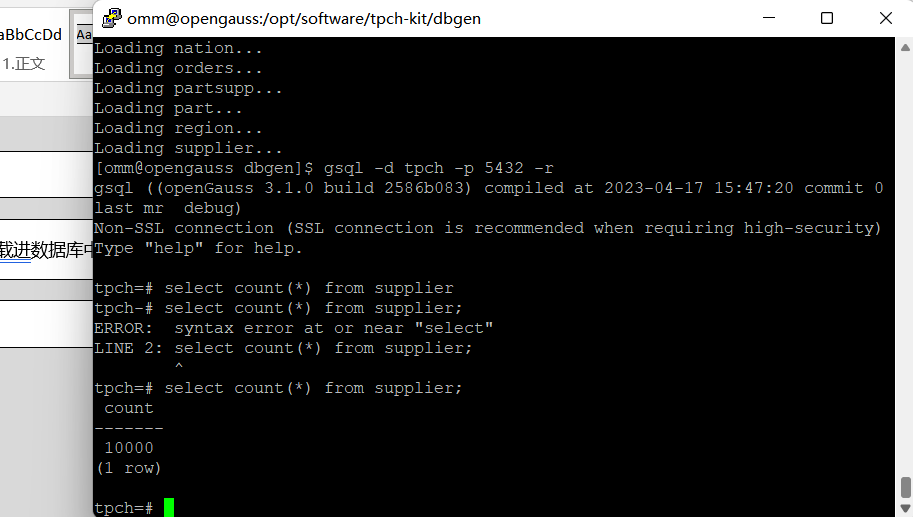 omm@opengauss:/opt/software/tpch-kit/dbgen
aBbCcDd
Aa
1.正文
载进数据库中
Loading nation...
Loading orders...
Loading partsupp...
Loading part...
Loading region...
Loading supplier...
[omm@opengauss dbgen]$ gsql -d tpch -p 5432 -r
gsql ((openGauss 3.1.0 build 2586b083) compiled at 2023-04-17 15:47:20 commit 0
last mr  debug)
Non-SSL connection (SSL connection is recommended when requiring high-security)
Type "help" for help.
tpch=# select count(*) from supplier
tpch-# select count(*) from supplier;
ERROR:  syntax error at or near "select"
LINE 2: select count(*) from supplier;
^
tpch=# select count(*) from supplier;
count
-------
10000
(1 row)
tpch=#